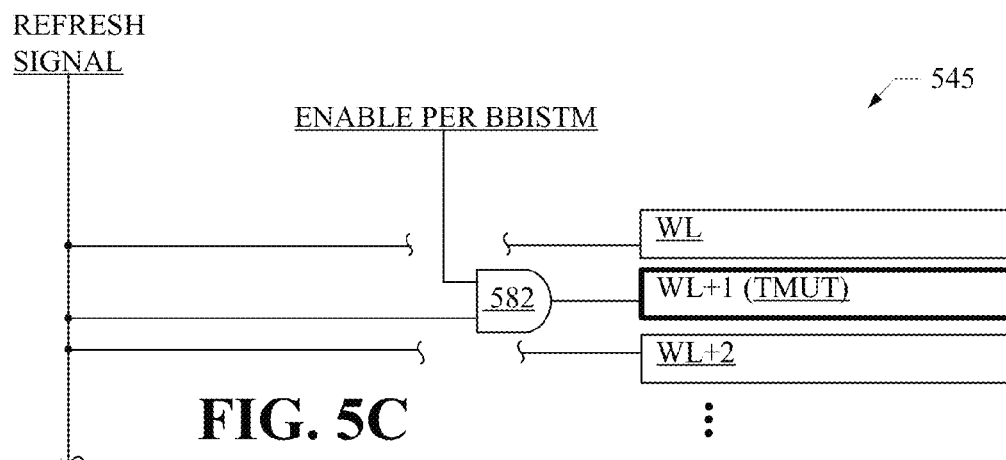 REFRESH
SIGNAL
545
ENABLE PER BBISTM
WL
582
WL+1 (TMUT)
WL+2
FIG. 5C